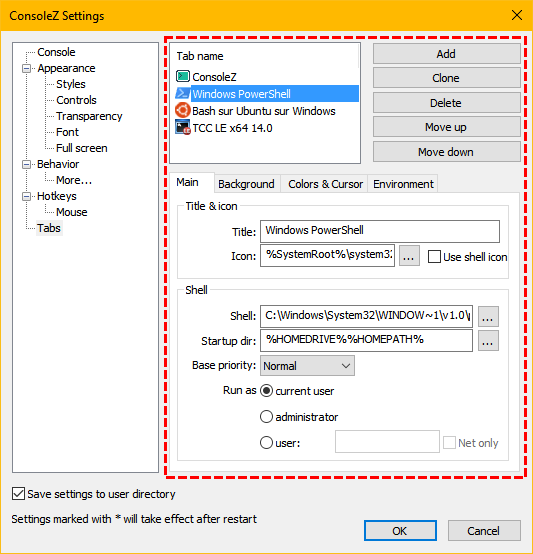 ConsoleZ Settings
Console
Appearance
Styles
Controls
Transparency
Font
Full screen
Behavior
More...
Hotkeys
Mouse
Tabs
Tab name
ConsoleZ
Windows PowerShell
Bash sur Ubuntu sur Windows
TCC LE x64 14.0
Add
Clone
Delete
Move up
Move down
Main Background Colors & Cursor Environment
Title & icon
Title: Windows PowerShell
Icon: %SystemRoot%\system32 ... Use shell icon
Shell
Shell: C:\Windows\System32\WINDOW~1\v1.0\ ...
Startup dir: %HOMEDRIVE%%HOMEPATH% ...
Base priority: Normal
Run as current user
administrator
user: Net only
Save settings to user directory
Settings marked with * will take effect after restart
OK Cancel